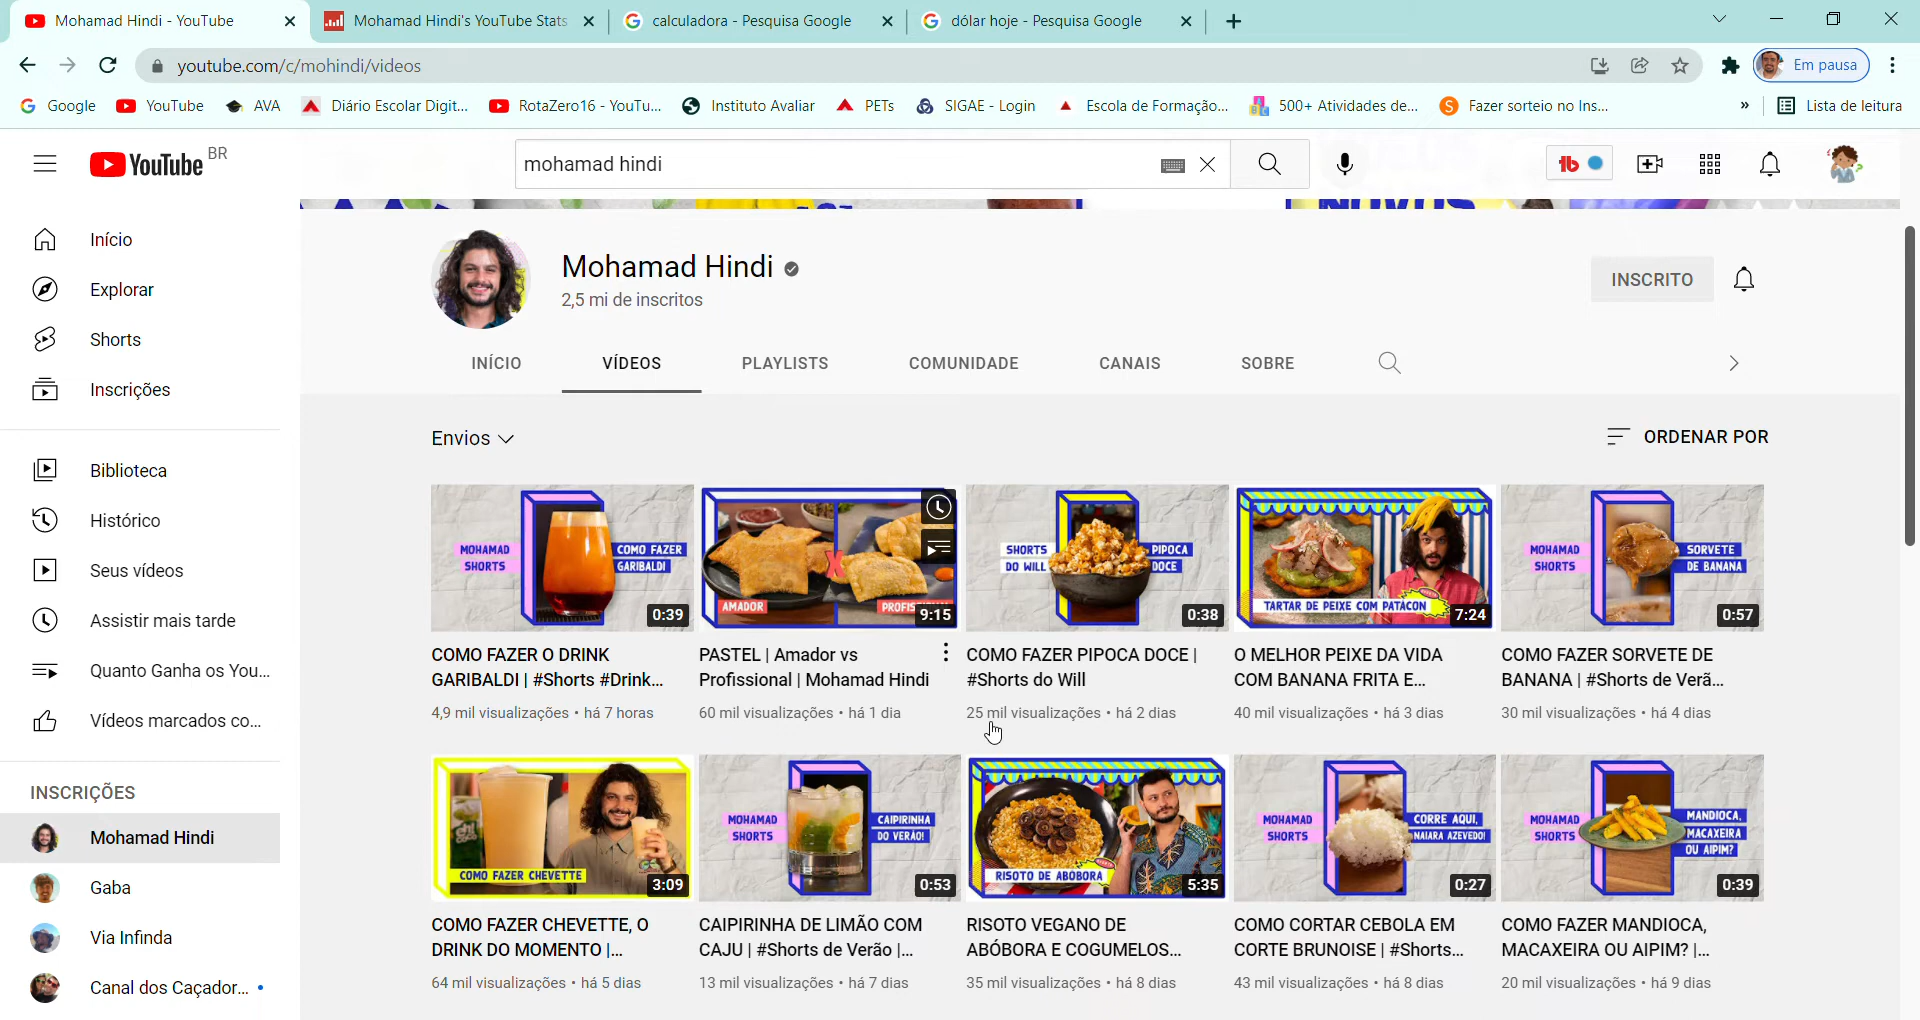 Mohamad Hindi - YouTube
Mohamad Hindi's YouTube Stats
calculadora - Pesquisa Google
dólar hoje - Pesquisa Google
youtube.com/c/mohindi/videos
Em pausa
Google
YouTube
AVA
Diário Escolar Digit...
RotaZero16 - YouTu...
Instituto Avaliar
PETs
SIGAE - Login
Escola de Formação...
500+ Atividades de...
Fazer sorteio no Ins...
»
Lista de leitura
YouTube BR
mohamad hindi
Início
Explorar
Shorts
Inscrições
Biblioteca
Histórico
Seus vídeos
Assistir mais tarde
Quanto Ganha os You...
Vídeos marcados co...
INSCRIÇÕES
Mohamad Hindi
Gaba
Via Infinda
Canal dos Caçador...
Mohamad Hindi
2,5 mi de inscritos
INSCRITO
INÍCIO
VÍDEOS
PLAYLISTS
COMUNIDADE
CANAIS
SOBRE
Envios
ORDENAR POR
MOHAMAD
SHORTS
COMO FAZER
GARIBALDI
0:39
COMO FAZER O DRINK
GARIBALDI | #Shorts #Drink...
4,9 mil visualizações • há 7 horas
AMADOR
X
9:15
PASTEL | Amador vs
Profissional | Mohamad Hindi
60 mil visualizações • há 1 dia
SHORTS
DO WILL
PIPOCA
DOCE
0:38
COMO FAZER PIPOCA DOCE |
#Shorts do Will
25 mil visualizações • há 2 dias
TARTAR DE PEIXE COM PATACON
7:24
O MELHOR PEIXE DA VIDA
COM BANANA FRITA E...
40 mil visualizações • há 3 dias
MOHAMAD
SHORTS
SORVETE
DE BANANA
0:57
COMO FAZER SORVETE DE
BANANA | #Shorts de Verã...
30 mil visualizações • há 4 dias
COMO FAZER CHEVETTE
3:09
COMO FAZER CHEVETTE, O
DRINK DO MOMENTO |...
64 mil visualizações • há 5 dias
MOHAMAD
SHORTS
CAIPIRINHA
DO VERÃO!
0:53
CAIPIRINHA DE LIMÃO COM
CAJU | #Shorts de Verão |...
13 mil visualizações • há 7 dias
RISOTO DE ABÓBORA
5:35
RISOTO VEGANO DE
ABÓBORA E COGUMELOS...
35 mil visualizações • há 8 dias
MOHAMAD
SHORTS
CORRE AQUI,
NAIARA AZEVEDO!
0:27
COMO CORTAR CEBOLA EM
CORTE BRUNOISE | #Shorts...
43 mil visualizações • há 8 dias
MOHAMAD
SHORTS
MANDIOCA,
MACAXEIRA
OU AIPIM?
0:39
COMO FAZER MANDIOCA,
MACAXEIRA OU AIPIM? |...
20 mil visualizações • há 9 dias